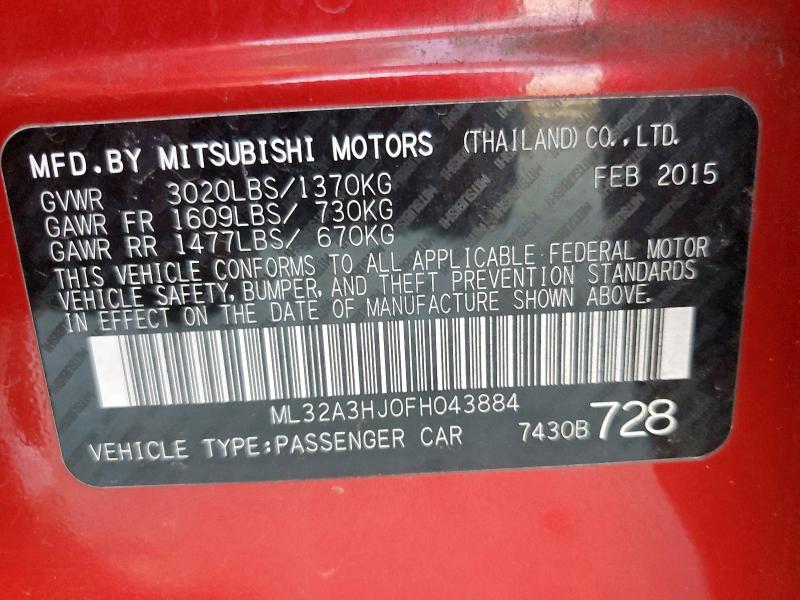 MFD.BY MITSUBISHI MOTORS (THAILAND) CO.,LTD.
GVWR 3020LBS/1370KG FEB 2015
GAWR FR 1609LBS/ 730KG
GAWR RR 1477LBS/ 670KG
THIS VEHICLE CONFORMS TO ALL APPLICABLE FEDERAL MOTOR
VEHICLE SAFETY, BUMPER, AND THEFT PREVENTION STANDARDS
IN EFFECT ON THE DATE OF MANUFACTURE SHOWN ABOVE.
ML32A3HJ0FH043884
VEHICLE TYPE:PASSENGER CAR 7430B 728